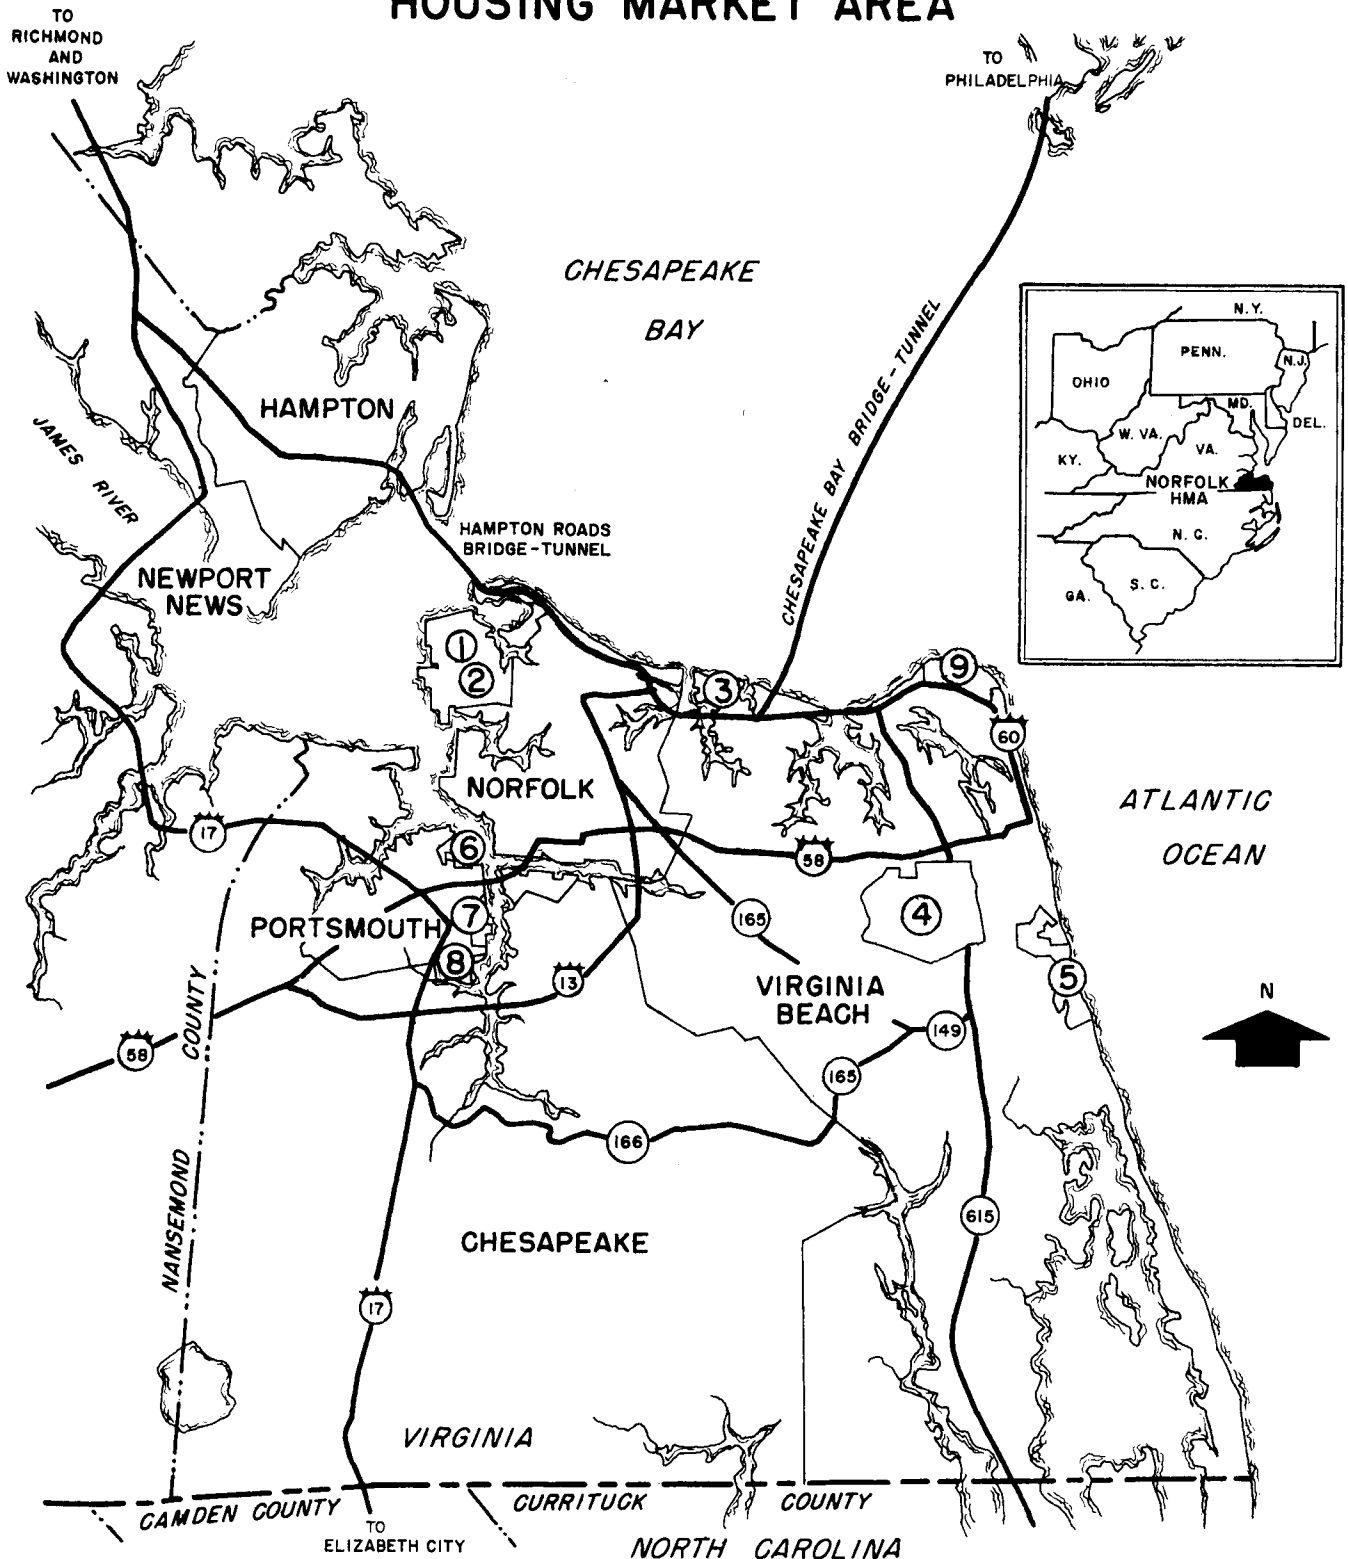 HOUSING MARKET AREA
TO
RICHMOND
AND
WASHINGTON
TO
PHILADELPHIA
CHESAPEAKE
BAY
CHESAPEAKE BAY BRIDGE-TUNNEL
N.Y.
PENN.
N.J.
OHIO
MD.
DEL.
W. VA.
VA.
KY.
NORFOLK
HMA
N. C.
S. C.
GA.
HAMPTON
JAMES RIVER
HAMPTON ROADS
BRIDGE-TUNNEL
NEWPORT
NEWS
1
2
3
9
60
NORFOLK
ATLANTIC
OCEAN
17
6
58
PORTSMOUTH
7
165
4
8
13
5
VIRGINIA
BEACH
N
58
149
165
166
NANSEMOND COUNTY
615
CHESAPEAKE
17
VIRGINIA
CAMDEN COUNTY
CURRITUCK COUNTY
TO
ELIZABETH CITY
NORTH CAROLINA